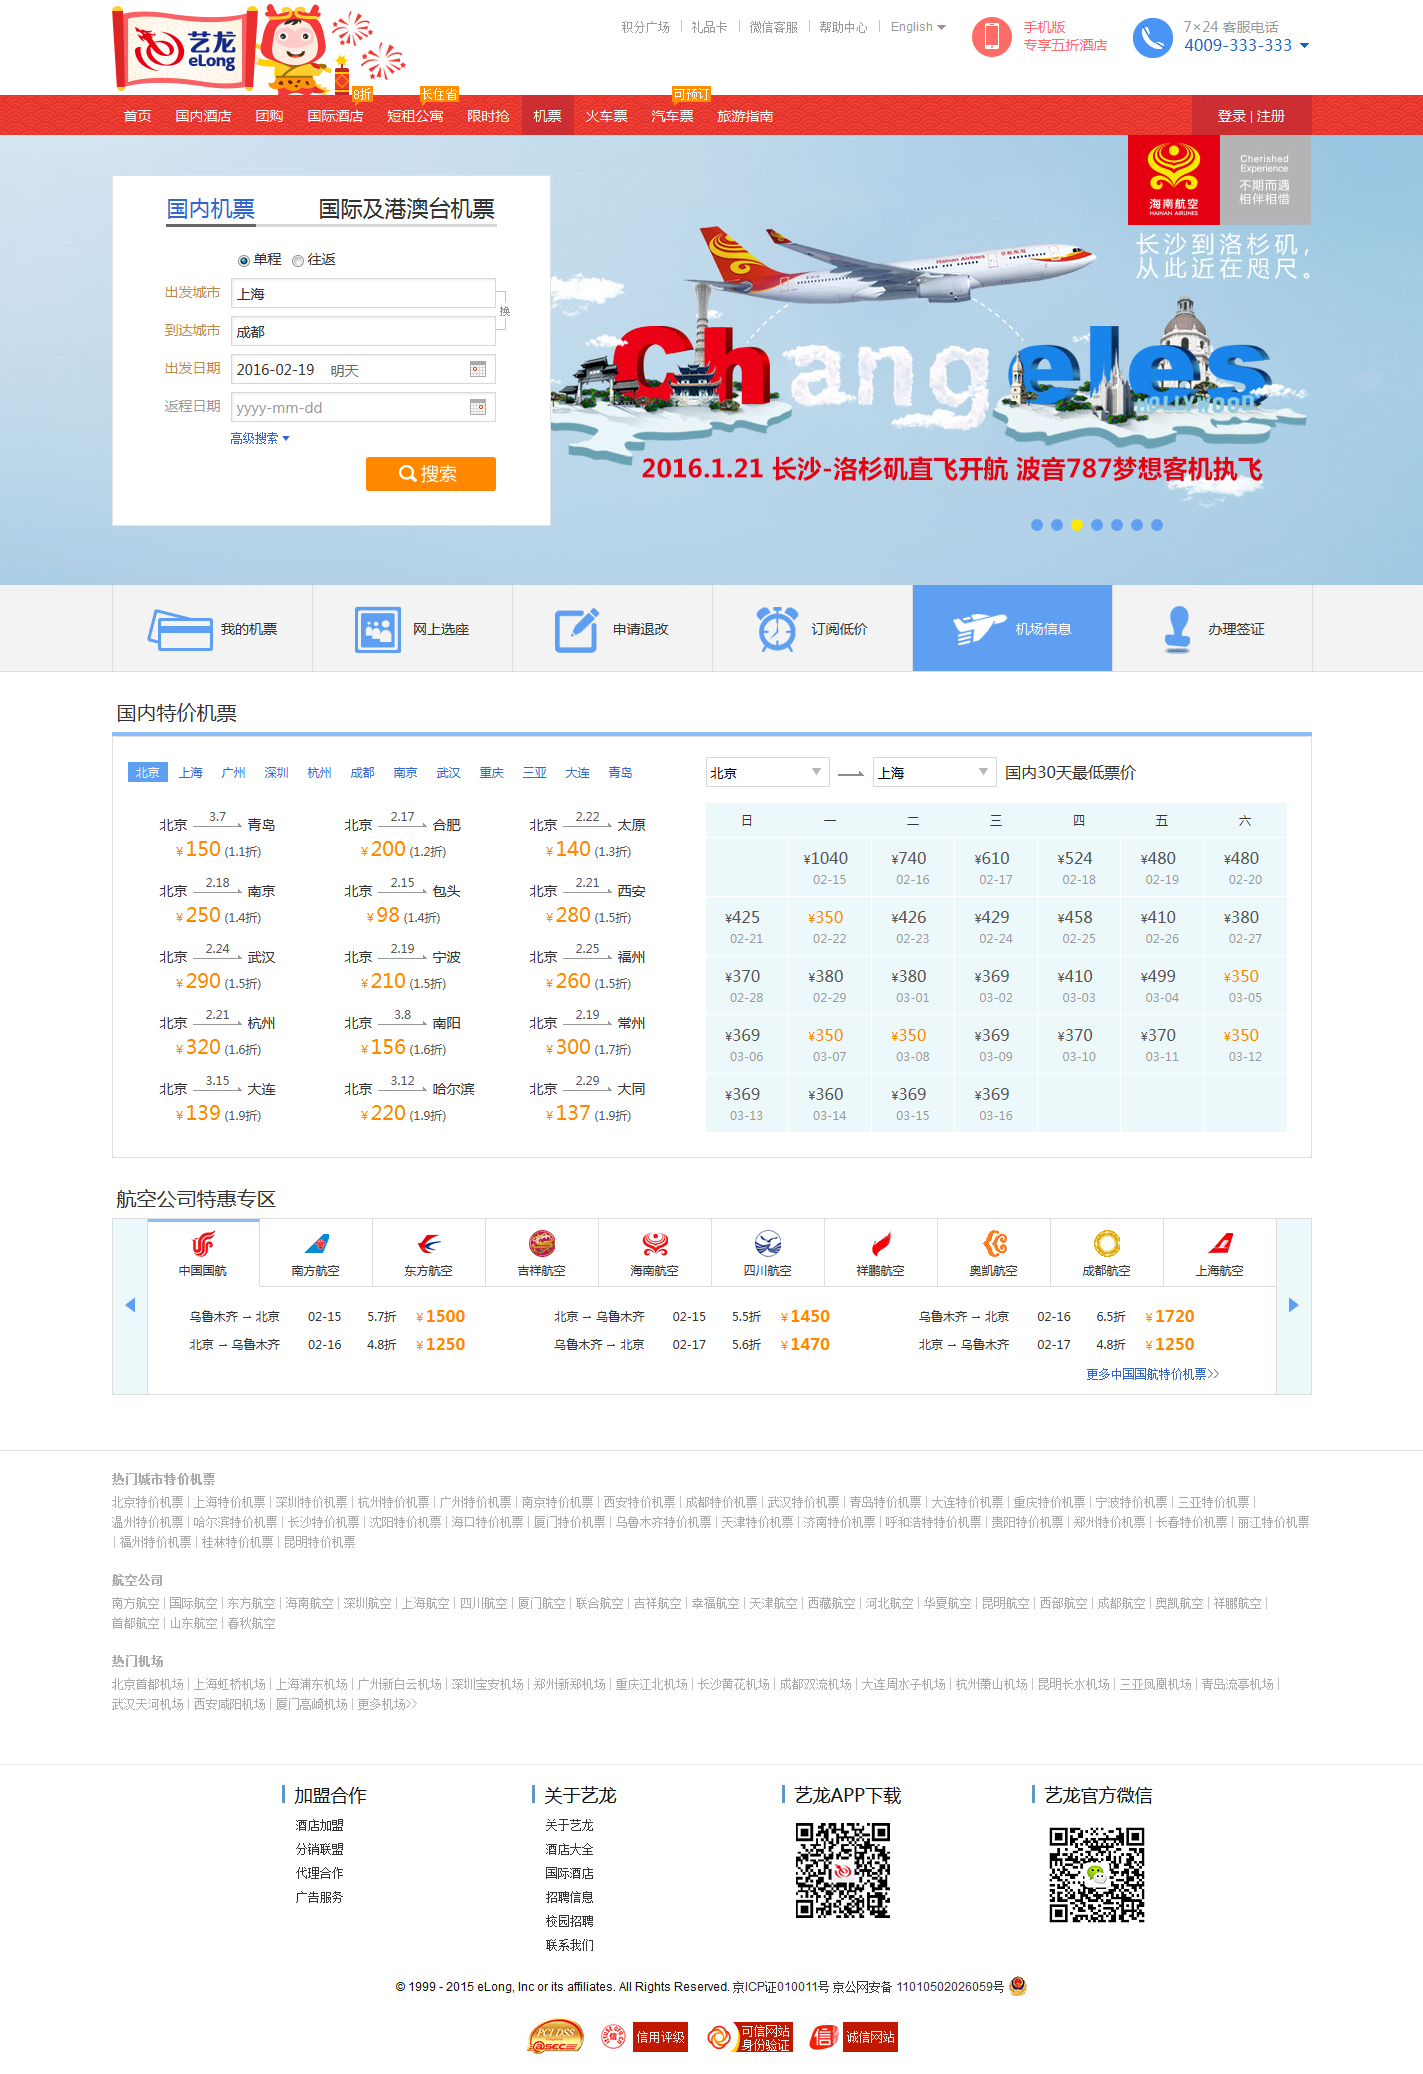 艺龙
eLong
积分广场 | 礼品卡 | 微信客服 | 帮助中心 | English
手机版
专享五折酒店
7×24 客服电话
4009-333-333
8折 长住省 可预订
首页 国内酒店 团购 国际酒店 短租公寓 限时抢 机票 火车票 汽车票 旅游指南 登录 | 注册
国内机票 国际及港澳台机票
单程 往返
出发城市 上海
换
到达城市 成都
出发日期 2016-02-19 明天
返程日期 yyyy-mm-dd
高级搜索
搜索
海南航空
HAINAN AIRLINES
Cherished
Experience
不期而遇
相伴相惜
长沙到洛杉矶,
从此近在咫尺。
Hainan Airlines
Changeles
HOLLYWOOD
2016.1.21 长沙-洛杉矶直飞开航 波音787梦想客机执飞
我的机票 网上选座 申请退改 订阅低价 机场信息 办理签证
国内特价机票
北京 上海 广州 深圳 杭州 成都 南京 武汉 重庆 三亚 大连 青岛
北京 3.7 青岛 北京 2.17 合肥 北京 2.22 太原
¥150 (1.1折) ¥200 (1.2折) ¥140 (1.3折)
北京 2.18 南京 北京 2.15 包头 北京 2.21 西安
¥250 (1.4折) ¥98 (1.4折) ¥280 (1.5折)
北京 2.24 武汉 北京 2.19 宁波 北京 2.25 福州
¥290 (1.5折) ¥210 (1.5折) ¥260 (1.5折)
北京 2.21 杭州 北京 3.8 南阳 北京 2.19 常州
¥320 (1.6折) ¥156 (1.6折) ¥300 (1.7折)
北京 3.15 大连 北京 3.12 哈尔滨 北京 2.29 大同
¥139 (1.9折) ¥220 (1.9折) ¥137 (1.9折)
北京 上海 国内30天最低票价
日 一 二 三 四 五 六
¥1040 ¥740 ¥610 ¥524 ¥480 ¥480
02-15 02-16 02-17 02-18 02-19 02-20
¥425 ¥350 ¥426 ¥429 ¥458 ¥410 ¥380
02-21 02-22 02-23 02-24 02-25 02-26 02-27
¥370 ¥380 ¥380 ¥369 ¥410 ¥499 ¥350
02-28 02-29 03-01 03-02 03-03 03-04 03-05
¥369 ¥350 ¥350 ¥369 ¥370 ¥370 ¥350
03-06 03-07 03-08 03-09 03-10 03-11 03-12
¥369 ¥360 ¥369 ¥369
03-13 03-14 03-15 03-16
航空公司特惠专区
中国国航 南方航空 东方航空 吉祥航空 海南航空 四川航空 祥鹏航空 奥凯航空 成都航空 上海航空
乌鲁木齐 – 北京 02-15 5.7折 ¥1500 北京 – 乌鲁木齐 02-15 5.5折 ¥1450 乌鲁木齐 – 北京 02-16 6.5折 ¥1720
北京 – 乌鲁木齐 02-16 4.8折 ¥1250 乌鲁木齐 – 北京 02-17 5.6折 ¥1470 北京 – 乌鲁木齐 02-17 4.8折 ¥1250
更多中国国航特价机票>>
热门城市特价机票
北京特价机票 | 上海特价机票 | 深圳特价机票 | 杭州特价机票 | 广州特价机票 | 南京特价机票 | 西安特价机票 | 成都特价机票 | 武汉特价机票 | 青岛特价机票 | 大连特价机票 | 重庆特价机票 | 宁波特价机票 | 三亚特价机票 |
温州特价机票 | 哈尔滨特价机票 | 长沙特价机票 | 沈阳特价机票 | 海口特价机票 | 厦门特价机票 | 乌鲁木齐特价机票 | 天津特价机票 | 济南特价机票 | 呼和浩特特价机票 | 贵阳特价机票 | 郑州特价机票 | 长春特价机票 | 丽江特价机票
| 福州特价机票 | 桂林特价机票 | 昆明特价机票
航空公司
南方航空 | 国际航空 | 东方航空 | 海南航空 | 深圳航空 | 上海航空 | 四川航空 | 厦门航空 | 联合航空 | 吉祥航空 | 幸福航空 | 天津航空 | 西藏航空 | 河北航空 | 华夏航空 | 昆明航空 | 西部航空 | 成都航空 | 奥凯航空 | 祥鹏航空 |
首都航空 | 山东航空 | 春秋航空
热门机场
北京首都机场 | 上海虹桥机场 | 上海浦东机场 | 广州新白云机场 | 深圳宝安机场 | 郑州新郑机场 | 重庆江北机场 | 长沙黄花机场 | 成都双流机场 | 大连周水子机场 | 杭州萧山机场 | 昆明长水机场 | 三亚凤凰机场 | 青岛流亭机场 |
武汉天河机场 | 西安咸阳机场 | 厦门高崎机场 | 更多机场>>
加盟合作 关于艺龙 艺龙APP下载 艺龙官方微信
酒店加盟 关于艺龙
分销联盟 酒店大全
代理合作 国际酒店
广告服务 招聘信息
校园招聘
联系我们
© 1999 - 2015 eLong, Inc or its affiliates. All Rights Reserved. 京ICP证010011号 京公网安备 11010502026059号
PCI.DSS
@SEC
信用评级
可信网站
身份验证
信
诚信网站